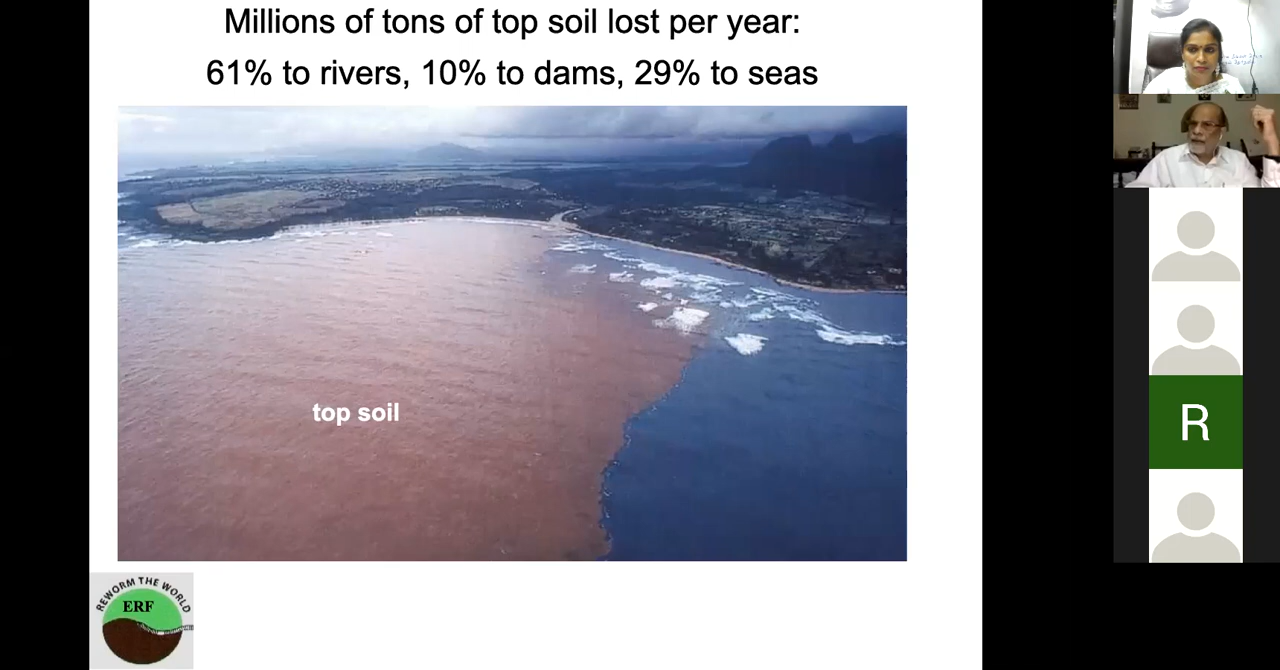 Millions of tons of top soil lost per year:
61% to rivers, 10% to dams, 29% to seas
top soil
REWORM THE WORLD
ERF
R